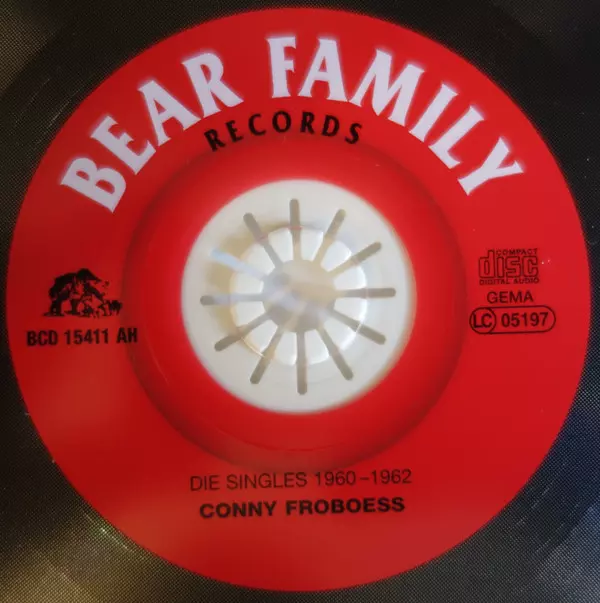 BEAR FAMILY
RECORDS
COMPACT
disc
DIGITAL AUDIO
GEMA
LC 05197
BCD 15411 AH
DIE SINGLES 1960-1962
CONNY FROBOESS